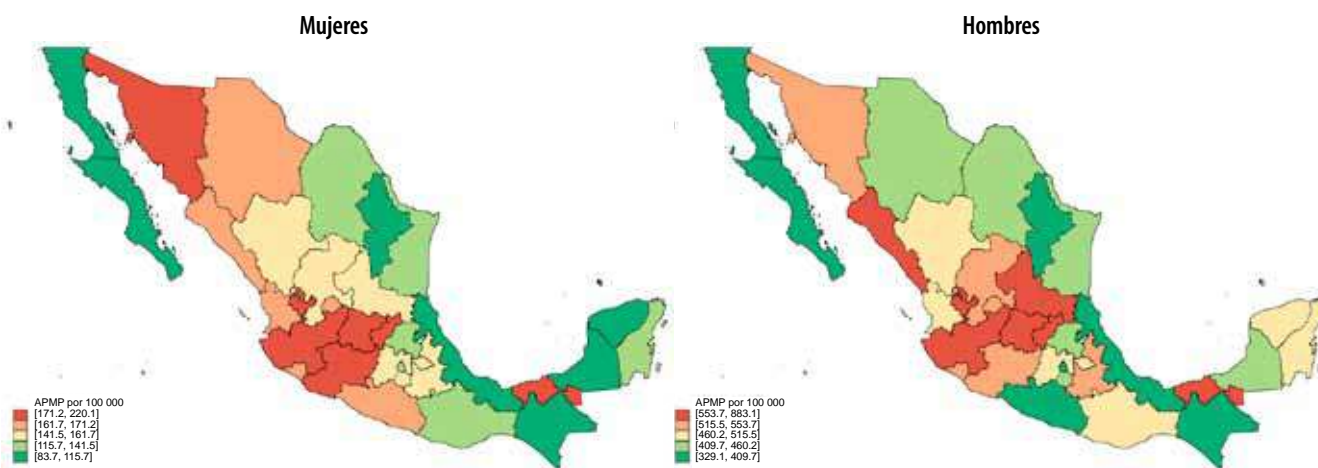 Mujeres
Hombres
APMP por 100 000
[171.2, 220.1]
[161.7, 171.2]
[141.5, 161.7]
[115.7, 141.5]
[83.7, 115.7]
APMP por 100 000
[553.7, 883.1]
[515.5, 553.7]
[460.2, 515.5]
[409.7, 460.2]
[329.1, 409.7]